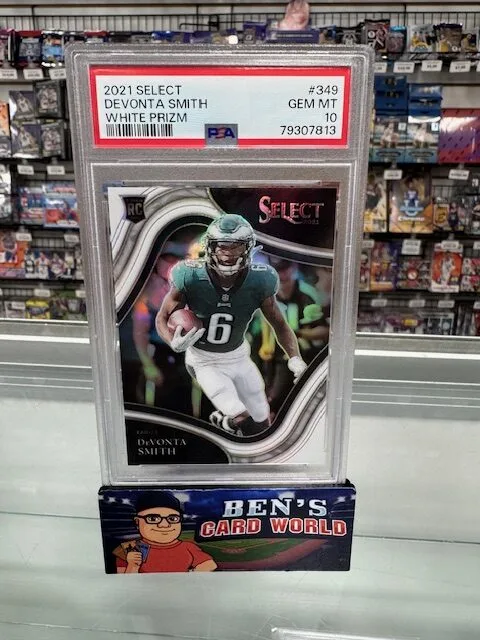 2021 SELECT #349
DEVONTA SMITH GEM MT
WHITE PRIZM 10
PSA 79307813
RC
SELECT
2021
6
DEVONTA
SMITH
BEN'S
CARD WORLD